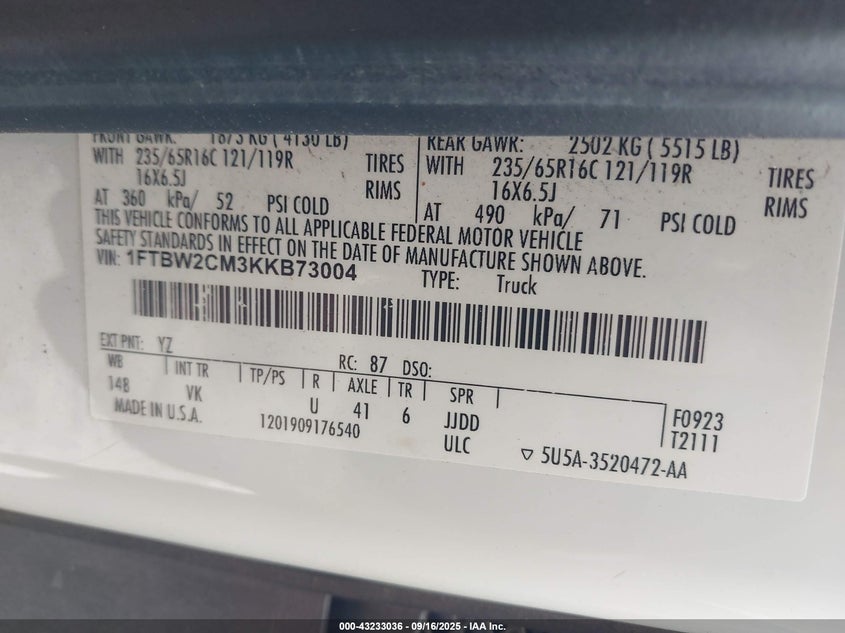 FRONT GAWR: 1873 KG ( 4130 LB)
WITH 235/65R16C 121/119R TIRES
16X6.5J RIMS
AT 360 kPa/ 52 PSI COLD
REAR GAWR: 2502 KG ( 5515 LB)
WITH 235/65R16C 121/119R TIRES
16X6.5J RIMS
AT 490 kPa/ 71 PSI COLD
THIS VEHICLE CONFORMS TO ALL APPLICABLE FEDERAL MOTOR VEHICLE
SAFETY STANDARDS IN EFFECT ON THE DATE OF MANUFACTURE SHOWN ABOVE.
VIN: 1FTBW2CM3KKB73004
TYPE: Truck
EXT PNT: YZ RC: 87 DSO:
WB INT TR TP/PS R AXLE TR SPR
148 VK U 41 6 JJDD
ULC
F0923
T2111
MADE IN U.S.A. 1201909176540
▽ 5U5A-3520472-AA
000-43233036 - 09/16/2025 - IAA Inc.